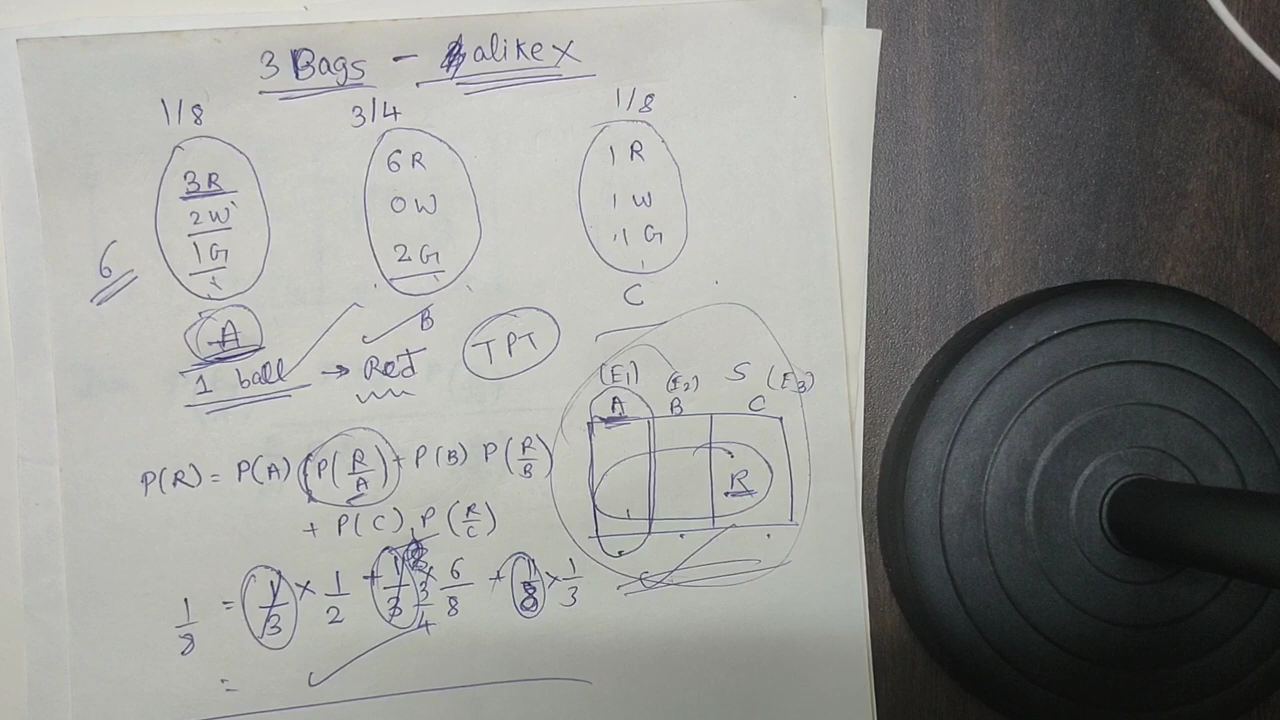 3 Bags - alike x
1/8 3/4 1/8
3R 6R 1R
2W 0W 1W
1G 2G 1G
6
A B C
1 ball → Red TPT
(E1) (E2) S (E3)
A B C
R
P(R) = P(A) P(R/A) + P(B) P(R/B)
+ P(C) P(R/C)
1/8 = 1/3 × 1/2 + 1/3 3/4 × 6/8 + 1/8 × 1/3
=